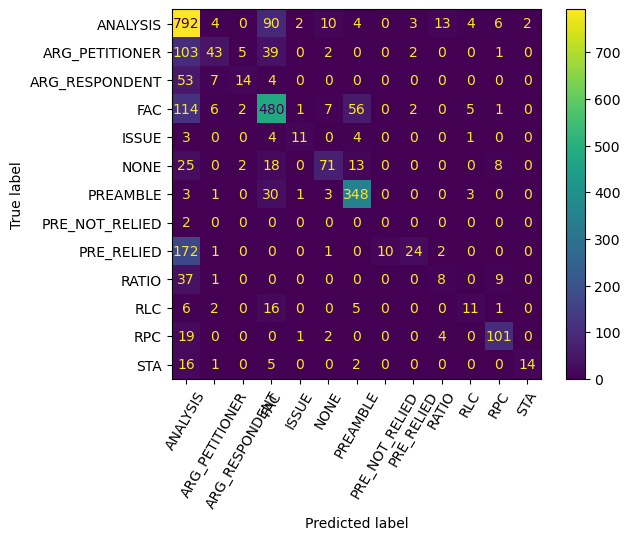 True label
ANALYSIS 792 4 0 90 2 10 4 0 3 13 4 6 2
ARG_PETITIONER 103 43 5 39 0 2 0 0 2 0 0 1 0
ARG_RESPONDENT 53 7 14 4 0 0 0 0 0 0 0 0 0
FAC 114 6 2 480 1 7 56 0 2 0 5 1 0
ISSUE 3 0 0 4 11 0 4 0 0 0 1 0 0
NONE 25 0 2 18 0 71 13 0 0 0 0 8 0
PREAMBLE 3 1 0 30 1 3 348 0 0 0 3 0 0
PRE_NOT_RELIED 2 0 0 0 0 0 0 0 0 0 0 0 0
PRE_RELIED 172 1 0 0 0 1 0 10 24 2 0 0 0
RATIO 37 1 0 0 0 0 0 0 0 8 0 9 0
RLC 6 2 0 16 0 0 5 0 0 0 11 1 0
RPC 19 0 0 0 1 2 0 0 0 4 0 101 0
STA 16 1 0 5 0 0 2 0 0 0 0 0 14
ANALYSIS
ARG_PETITIONER
ARG_RESPONDENT
FAC
ISSUE
NONE
PREAMBLE
PRE_NOT_RELIED
PRE_RELIED
RATIO
RLC
RPC
STA
Predicted label
700
600
500
400
300
200
100
0